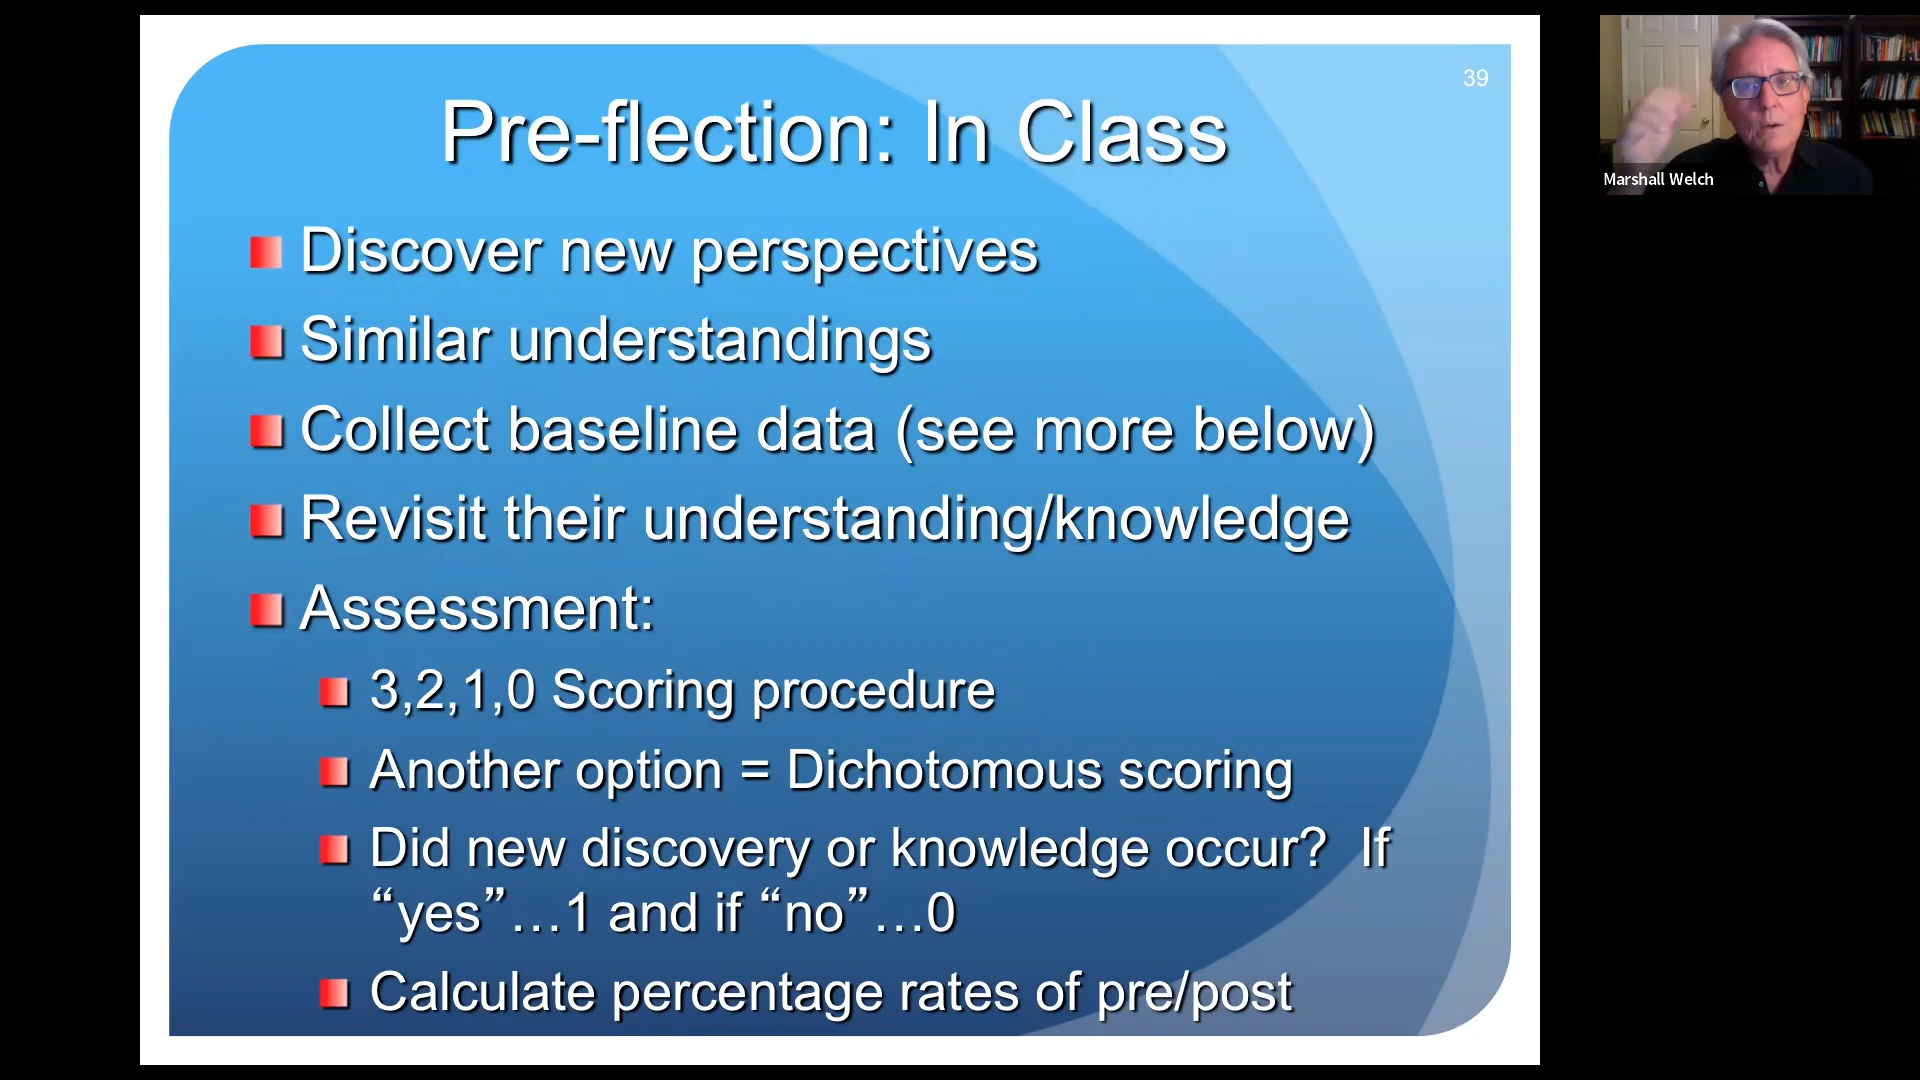 39
Pre-flection: In Class
Discover new perspectives
Similar understandings
Collect baseline data (see more below)
Revisit their understanding/knowledge
Assessment:
3,2,1,0 Scoring procedure
Another option = Dichotomous scoring
Did new discovery or knowledge occur? If
“yes”…1 and if “no”…0
Calculate percentage rates of pre/post
Marshall Welch